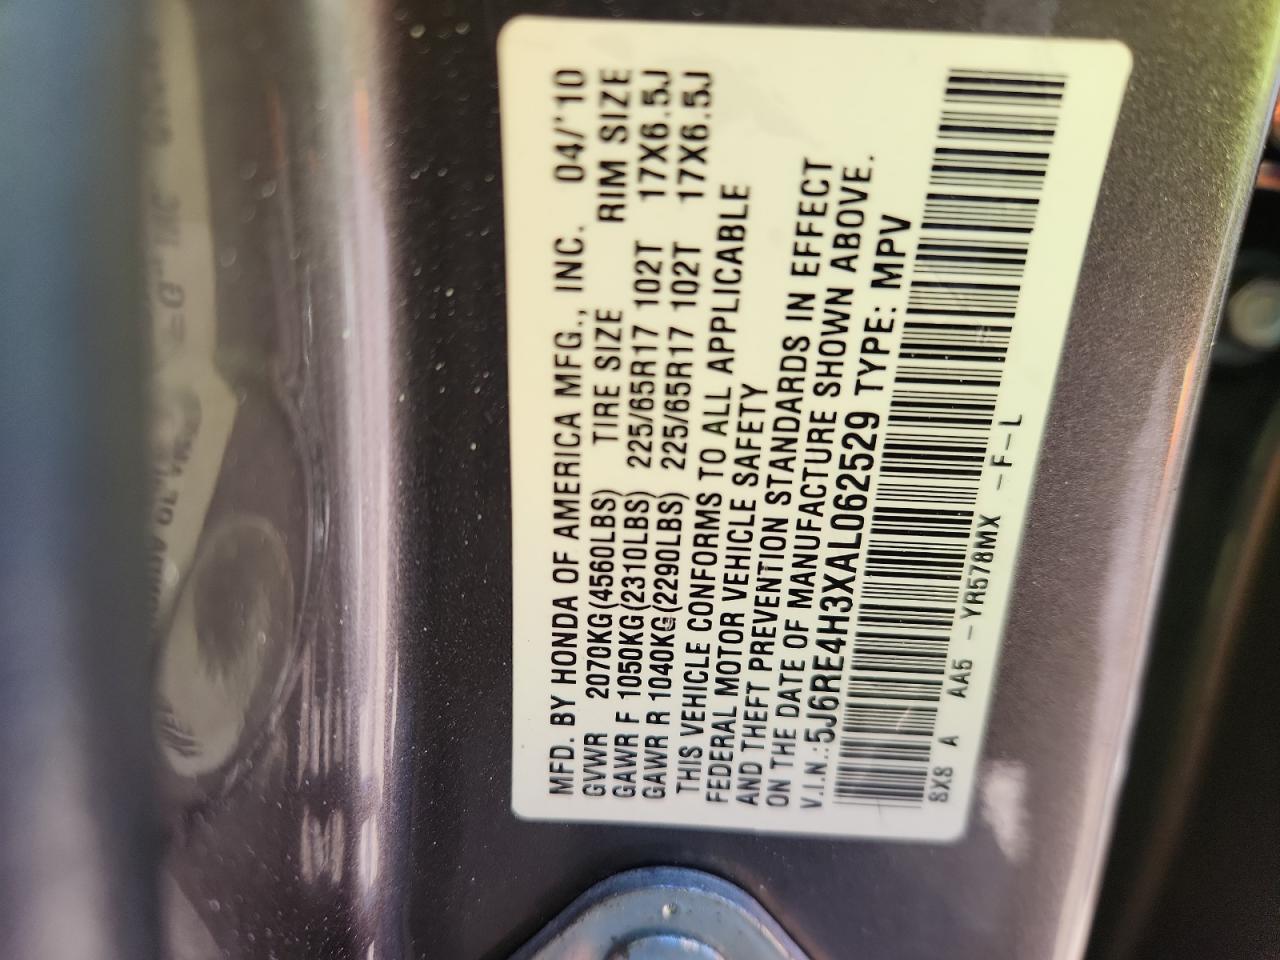 MFD. BY HONDA OF AMERICA MFG., INC. 04/'10
GVWR 2070KG(4560LBS) TIRE SIZE RIM SIZE
GAWR F 1050KG(2310LBS) 225/65R17 102T 17X6.5J
GAWR R 1040KG(2290LBS) 225/65R17 102T 17X6.5J
THIS VEHICLE CONFORMS TO ALL APPLICABLE
FEDERAL MOTOR VEHICLE SAFETY
AND THEFT PREVENTION STANDARDS IN EFFECT
ON THE DATE OF MANUFACTURE SHOWN ABOVE.
V.I.N.: 5J6RE4H3XAL062529 TYPE: MPV
SX8 A AA5 -YR578MX -F-L